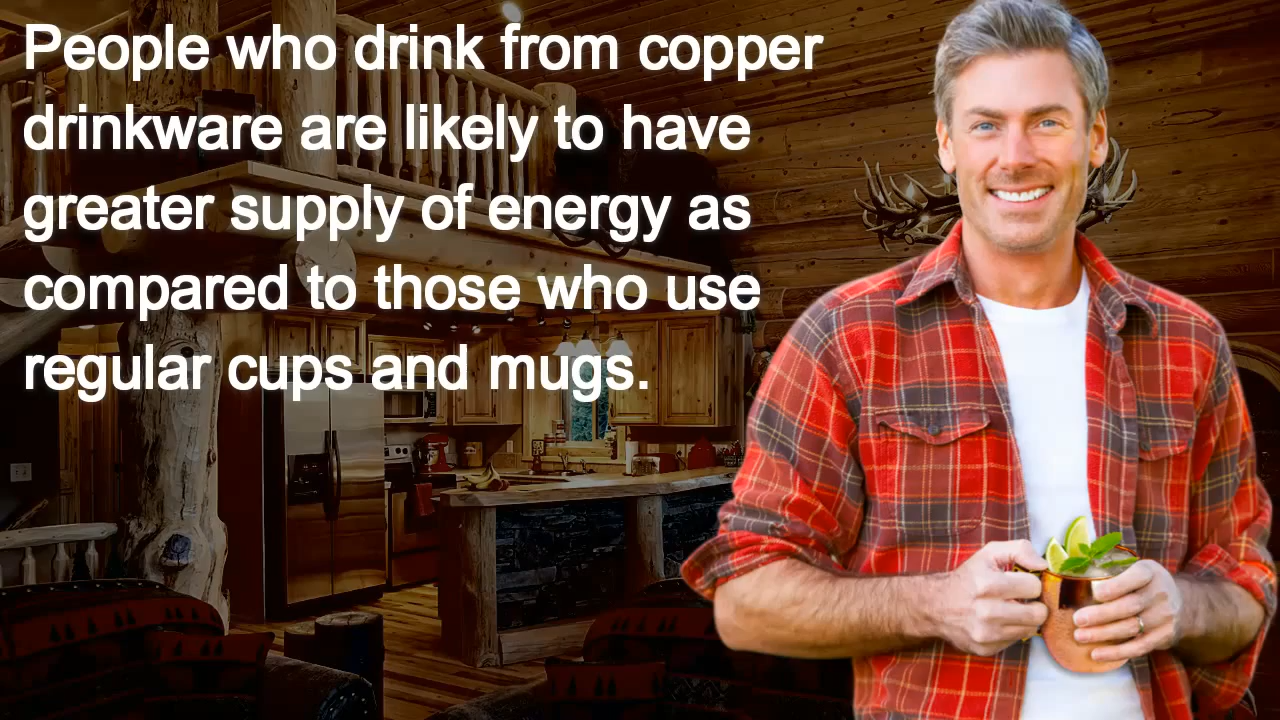 People who drink from copper
drinkware are likely to have
greater supply of energy as
compared to those who use
regular cups and mugs.